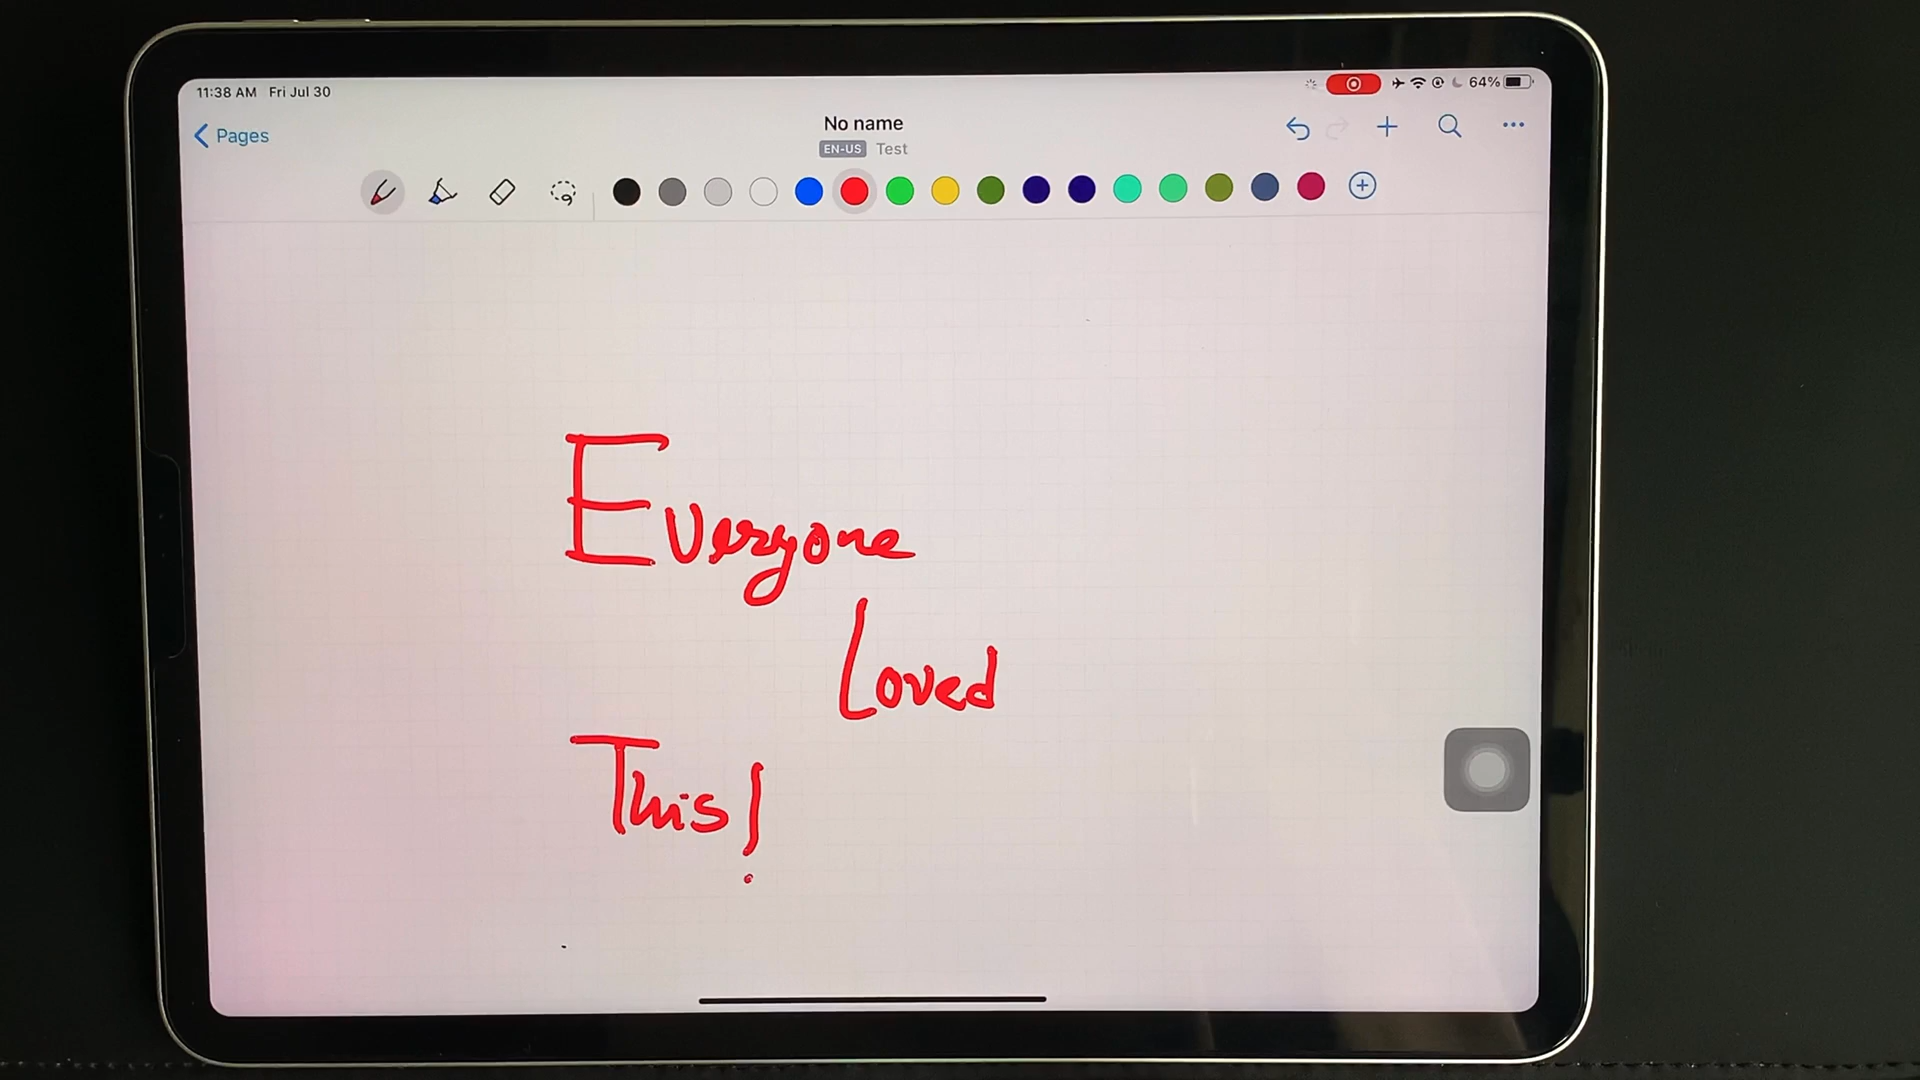 11:38 AM Fri Jul 30 64%
Pages
No name
EN-US Test
Everyone
Loved
This!